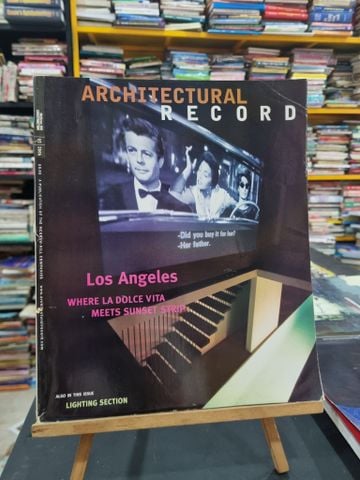 ARCHITECTURAL
RECORD
-Did you buy it for her?
-Her father.
Los Angeles
WHERE LA DOLCE VITA
MEETS SUNSET STRIP
ALSO IN THIS ISSUE
LIGHTING SECTION